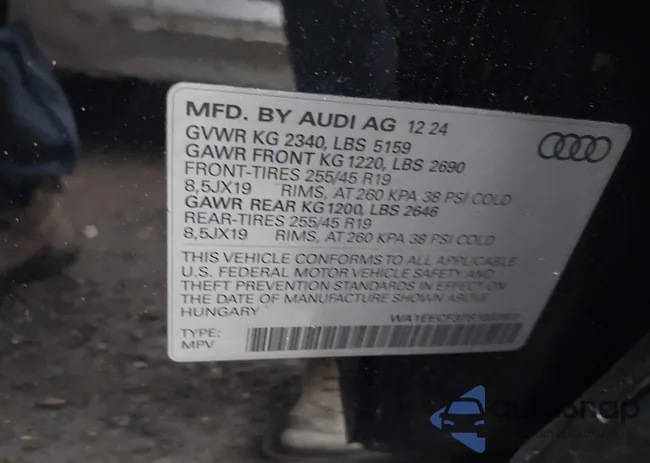 MFD. BY AUDI AG 12 24
GVWR KG 2340, LBS 5159
GAWR FRONT KG 1220, LBS 2690
FRONT-TIRES 255/45 R19
8,5JX19 RIMS, AT 260 KPA 38 PSI COLD
GAWR REAR KG 1200, LBS 2646
REAR-TIRES 255/45 R19
8,5JX19 RIMS, AT 260 KPA 38 PSI COLD
THIS VEHICLE CONFORMS TO ALL APPLICABLE
U.S. FEDERAL MOTOR VEHICLE SAFETY AND
THEFT PREVENTION STANDARDS IN EFFECT ON
THE DATE OF MANUFACTURE SHOWN ABOVE
HUNGARY
TYPE:
MPV